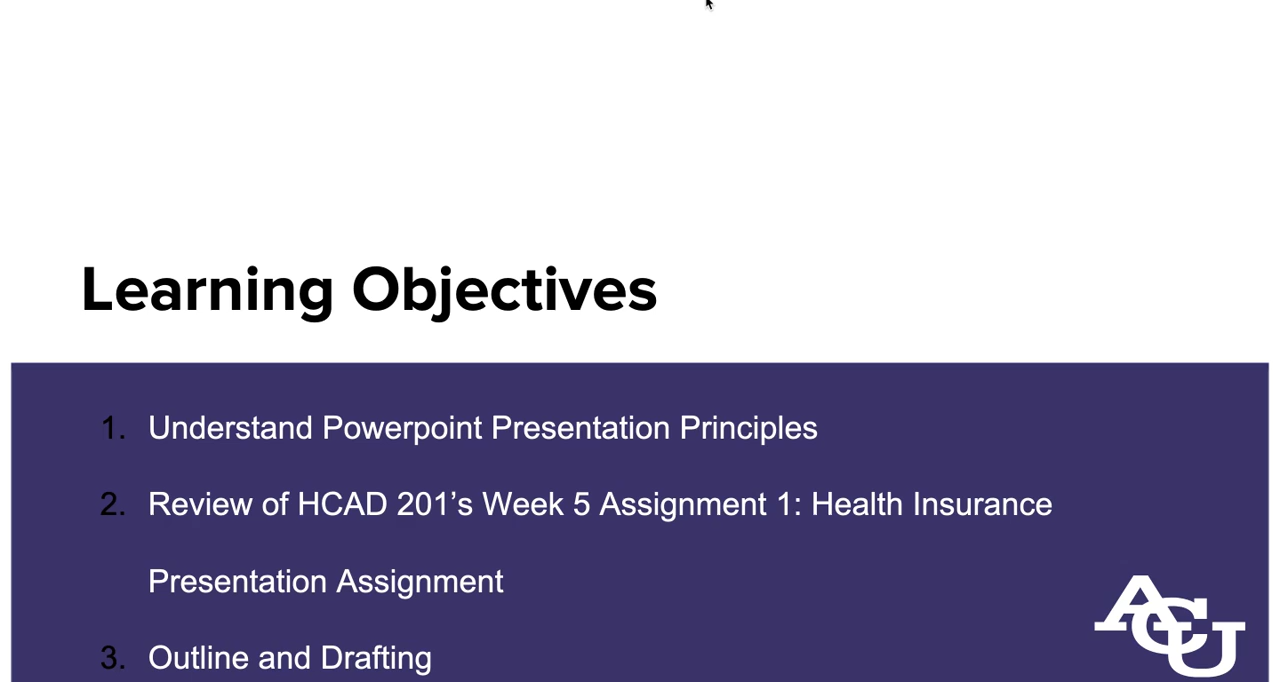 Learning Objectives
1. Understand Powerpoint Presentation Principles
2. Review of HCAD 201’s Week 5 Assignment 1: Health Insurance
Presentation Assignment
3. Outline and Drafting
ACU